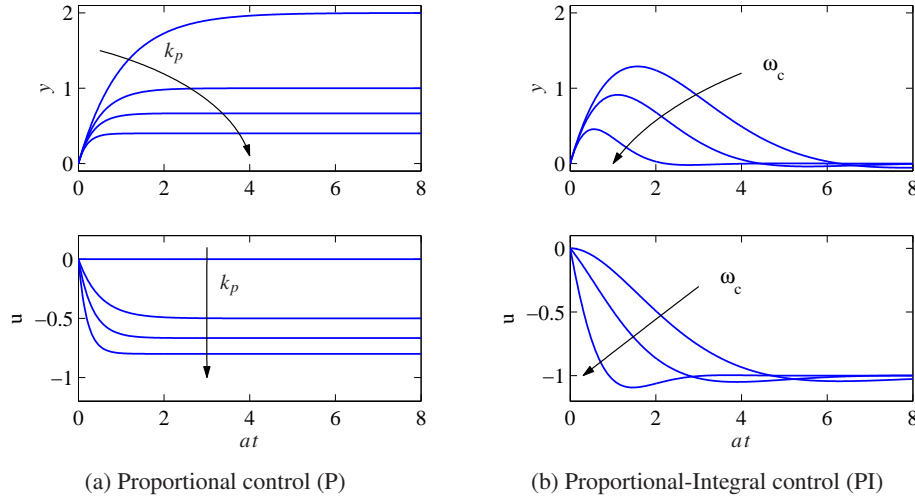 2
1
0
y
k_p
0 2 4 6 8
0
−0.5
−1
u
k_p
0 2 4 6 8
at
(a) Proportional control (P)
2
1
0
y
ω_c
0 2 4 6 8
0
−0.5
−1
u
ω_c
0 2 4 6 8
at
(b) Proportional-Integral control (PI)